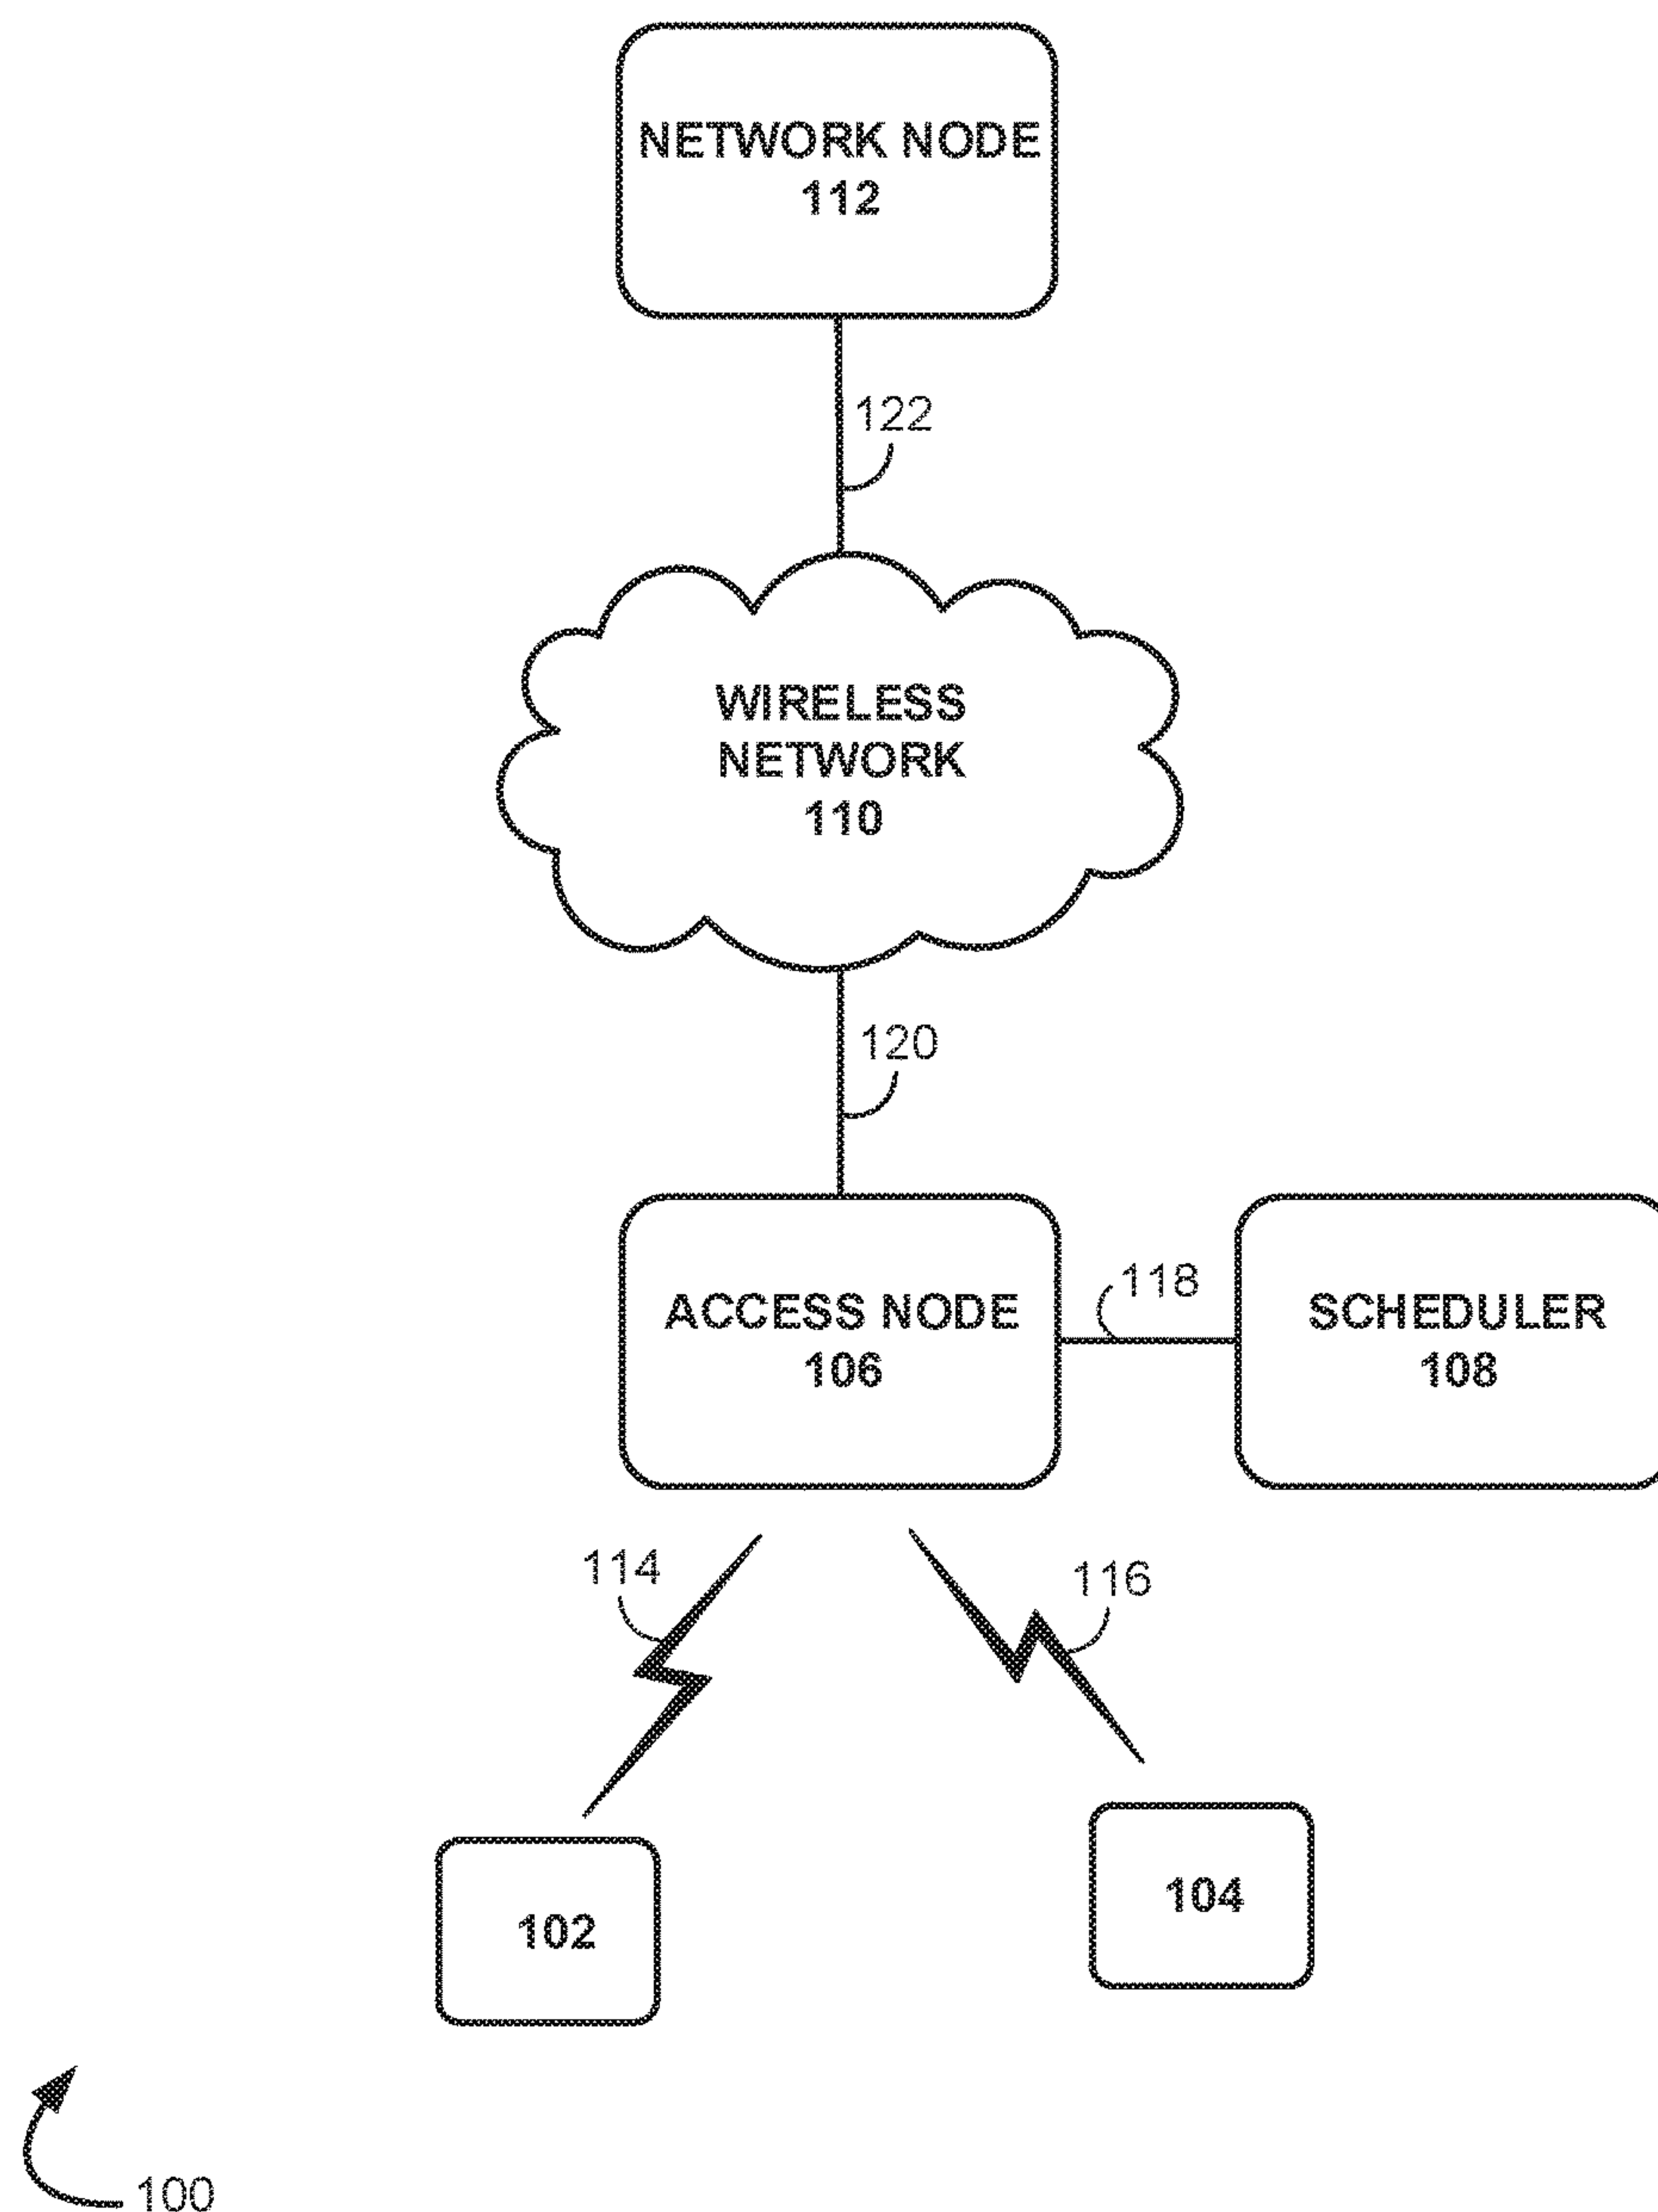 NETWORK NODE
112
122
WIRELESS
NETWORK
110
120
ACCESS NODE
106
118
SCHEDULER
108
114
116
102
104
100